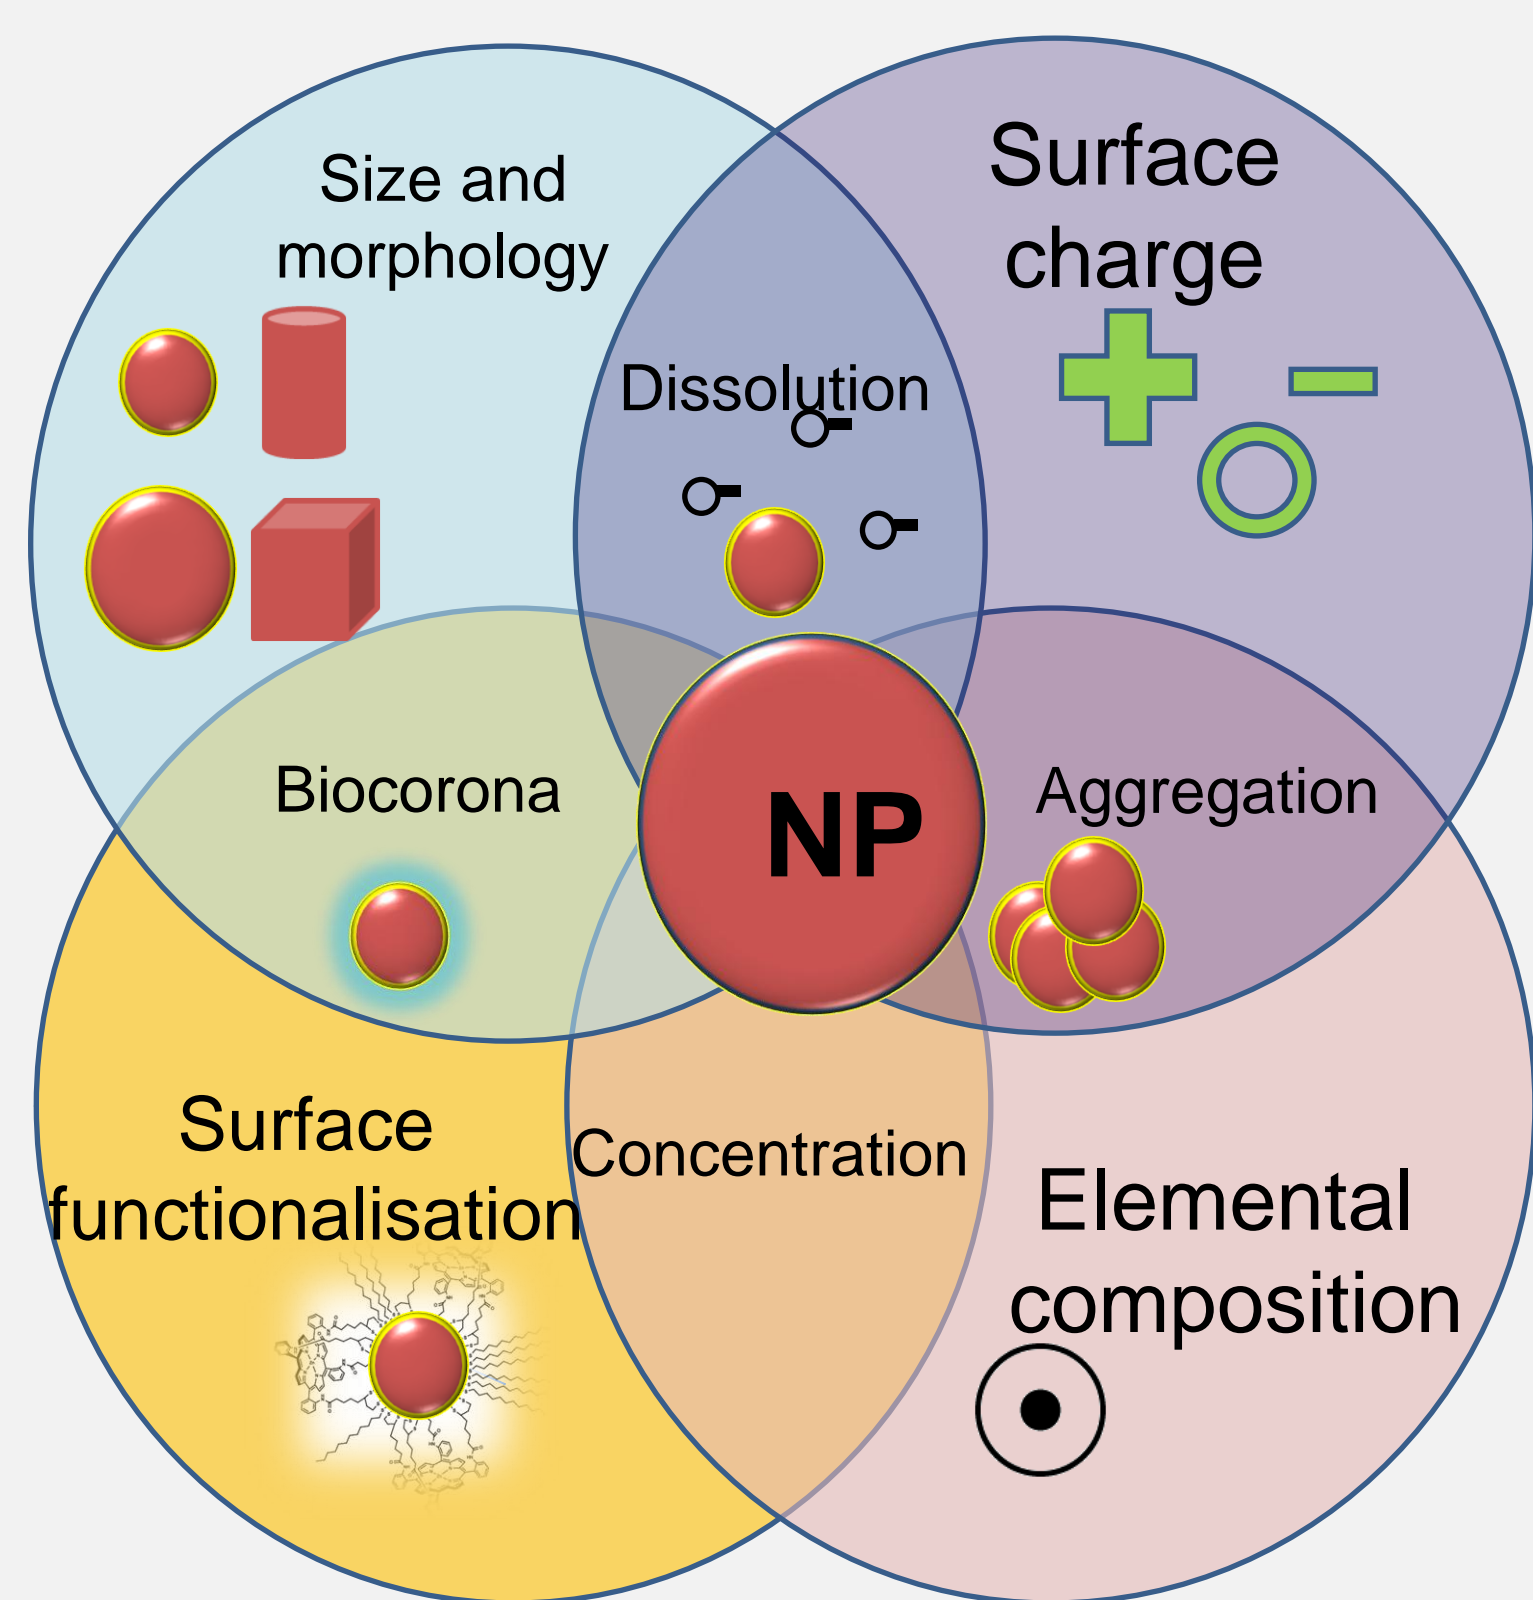 Size and
morphology
Surface
charge
Dissolution
Biocorona
NP
Aggregation
Surface
functionalisation
Concentration
Elemental
composition